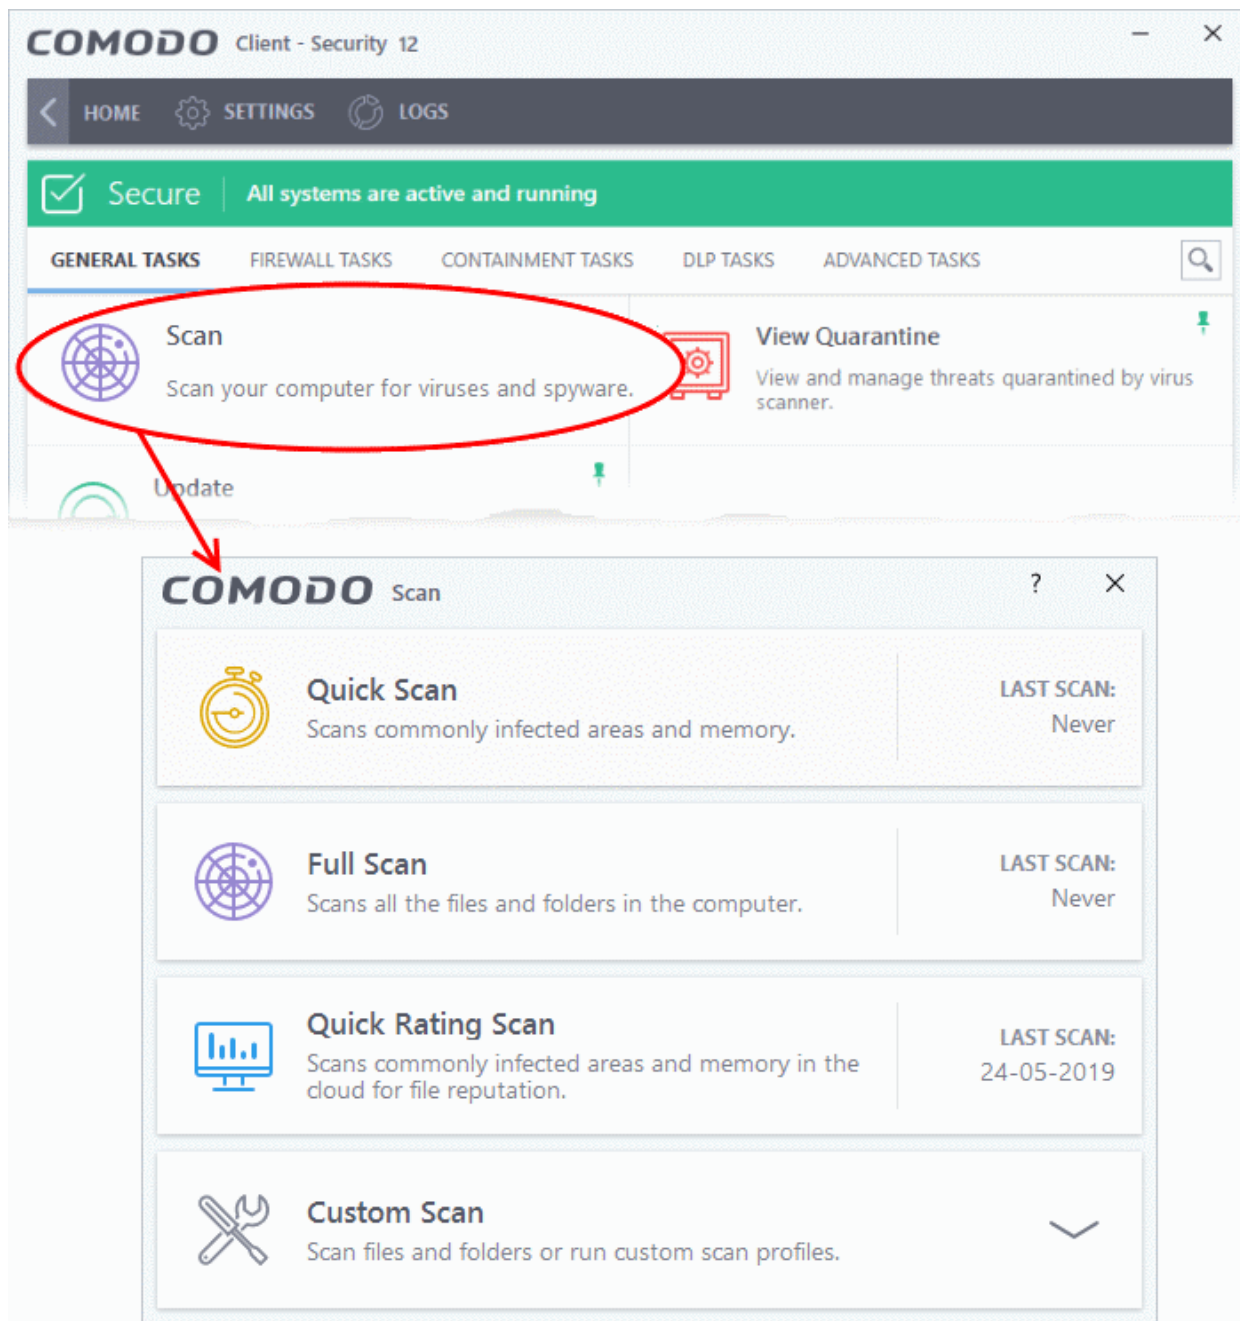 COMODO Client - Security 12
HOME SETTINGS LOGS
Secure All systems are active and running
GENERAL TASKS FIREWALL TASKS CONTAINMENT TASKS DLP TASKS ADVANCED TASKS
Scan
Scan your computer for viruses and spyware.
View Quarantine
View and manage threats quarantined by virus
scanner.
Update
COMODO Scan ?
Quick Scan
Scans commonly infected areas and memory.
LAST SCAN:
Never
Full Scan
Scans all the files and folders in the computer.
LAST SCAN:
Never
Quick Rating Scan
Scans commonly infected areas and memory in the
cloud for file reputation.
LAST SCAN:
24-05-2019
Custom Scan
Scan files and folders or run custom scan profiles.